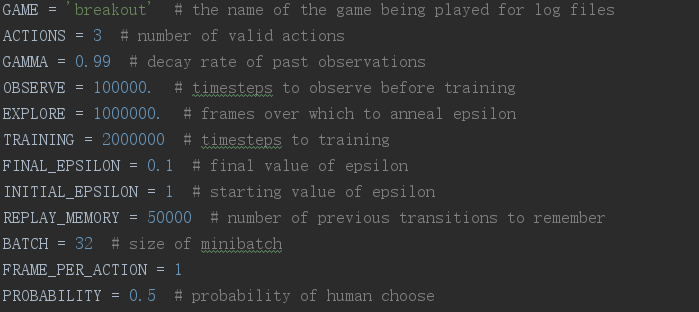 GAME = 'breakout'  # the name of the game being played for log files
ACTIONS = 3  # number of valid actions
GAMMA = 0.99  # decay rate of past observations
OBSERVE = 100000.  # timesteps to observe before training
EXPLORE = 1000000.  # frames over which to anneal epsilon
TRAINING = 2000000  # timesteps to training
FINAL_EPSILON = 0.1  # final value of epsilon
INITIAL_EPSILON = 1  # starting value of epsilon
REPLAY_MEMORY = 50000  # number of previous transitions to remember
BATCH = 32  # size of minibatch
FRAME_PER_ACTION = 1
PROBABILITY = 0.5  # probability of human choose